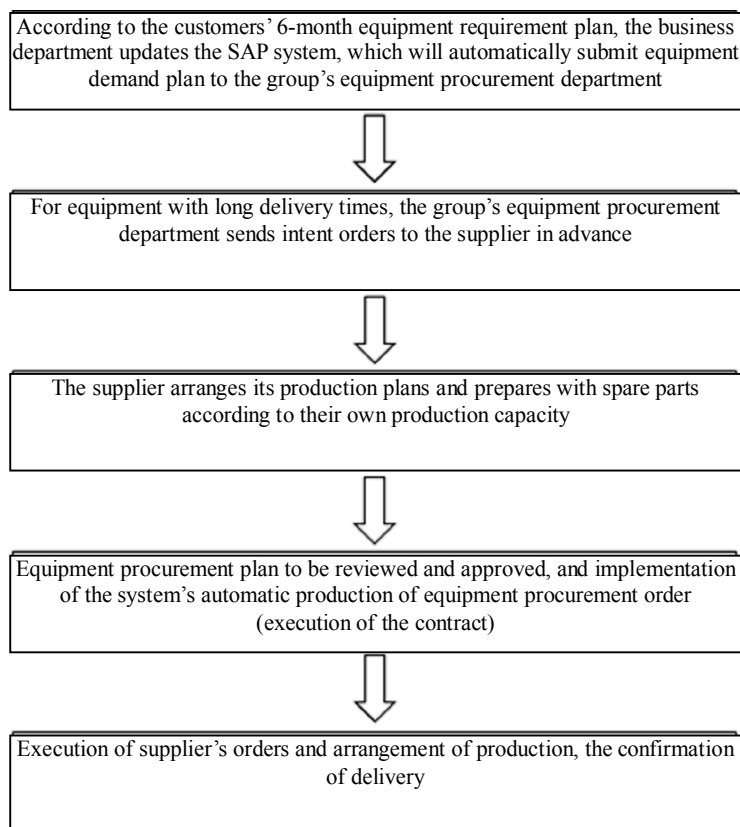 According to the customers’ 6-month equipment requirement plan, the business
department updates the SAP system, which will automatically submit equipment
demand plan to the group’s equipment procurement department
For equipment with long delivery times, the group’s equipment procurement
department sends intent orders to the supplier in advance
The supplier arranges its production plans and prepares with spare parts
according to their own production capacity
Equipment procurement plan to be reviewed and approved, and implementation
of the system’s automatic production of equipment procurement order
(execution of the contract)
Execution of supplier’s orders and arrangement of production, the confirmation
of delivery